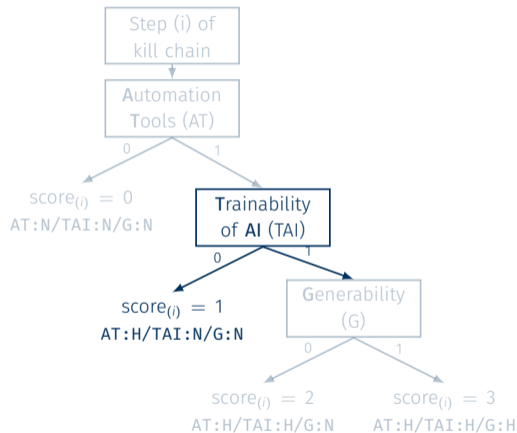 Step (i) of
kill chain
Automation
Tools (AT)
0 1
score(i) = 0
AT:N/TAI:N/G:N
Trainability
of AI (TAI)
0 1
score(i) = 1
AT:H/TAI:N/G:N
Generability
(G)
0 1
score(i) = 2
AT:H/TAI:H/G:N
score(i) = 3
AT:H/TAI:H/G:H